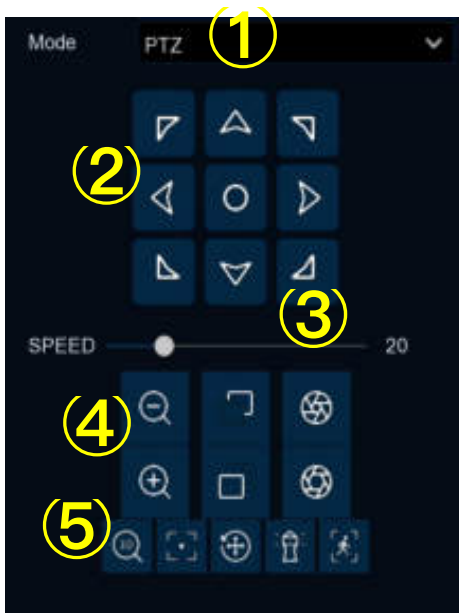 Mode PTZ ①
②
③
SPEED 20
④
⑤